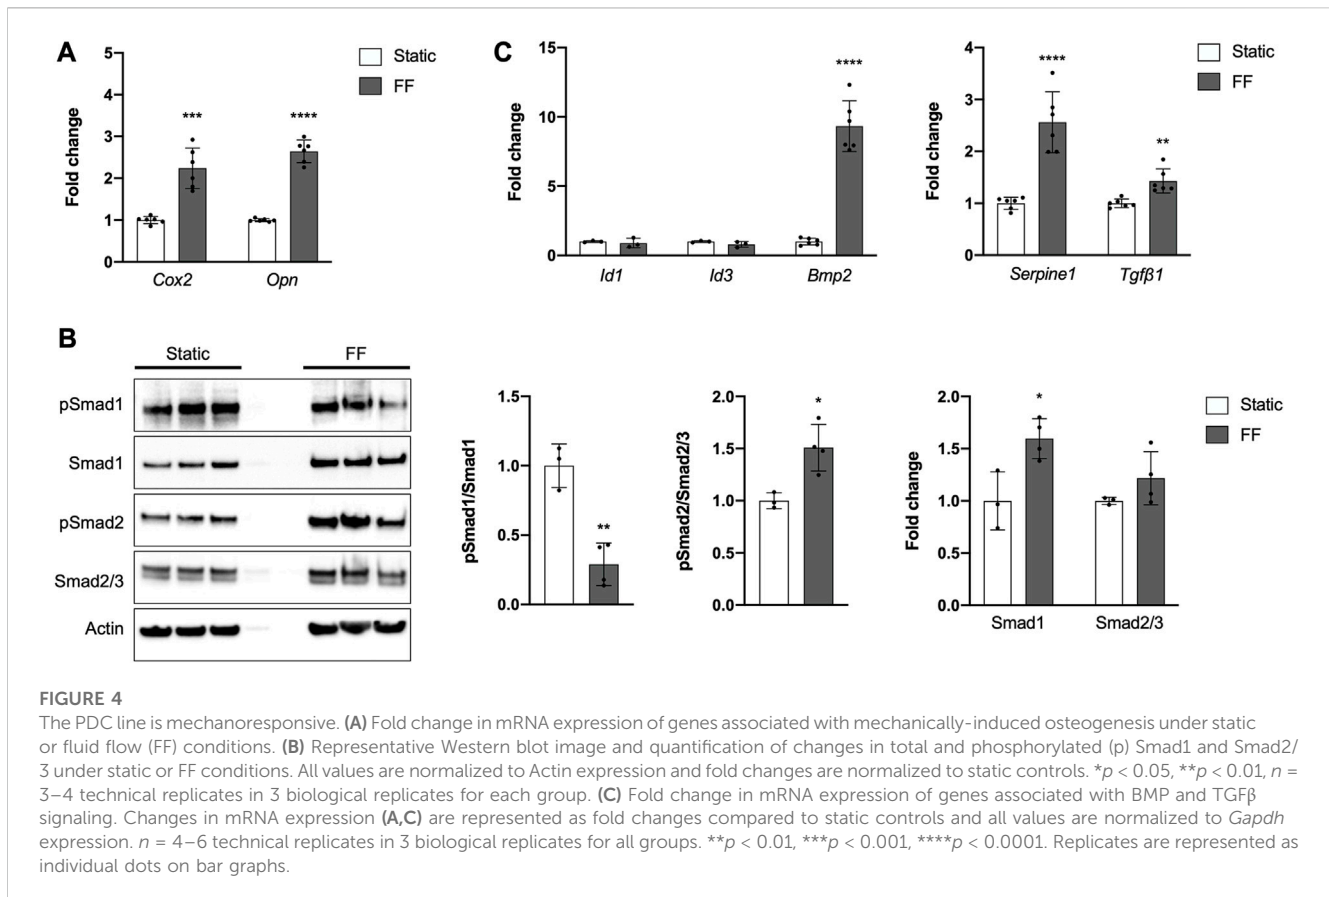 A
5
4
3
2
1
0
Fold change
***
****
Cox2
Opn
Static
FF
C
15
10
5
0
Fold change
****
Id1
Id3
Bmp2
4
3
2
1
0
Fold change
****
**
Serpine1
Tgfβ1
Static
FF
B
Static
FF
pSmad1
Smad1
pSmad2
Smad2/3
Actin
1.5
1.0
0.5
0.0
pSmad1/Smad1
**
2.0
1.5
1.0
0.5
0.0
pSmad2/Smad2/3
*
2.0
1.5
1.0
0.5
0.0
Fold change
*
Smad1
Smad2/3
Static
FF
FIGURE 4
The PDC line is mechanoresponsive. (A) Fold change in mRNA expression of genes associated with mechanically-induced osteogenesis under static
or fluid flow (FF) conditions. (B) Representative Western blot image and quantification of changes in total and phosphorylated (p) Smad1 and Smad2/
3 under static or FF conditions. All values are normalized to Actin expression and fold changes are normalized to static controls. *p < 0.05, **p < 0.01, n =
3–4 technical replicates in 3 biological replicates for each group. (C) Fold change in mRNA expression of genes associated with BMP and TGFβ
signaling. Changes in mRNA expression (A,C) are represented as fold changes compared to static controls and all values are normalized to Gapdh
expression. n = 4–6 technical replicates in 3 biological replicates for all groups. **p < 0.01, ***p < 0.001, ****p < 0.0001. Replicates are represented as
individual dots on bar graphs.